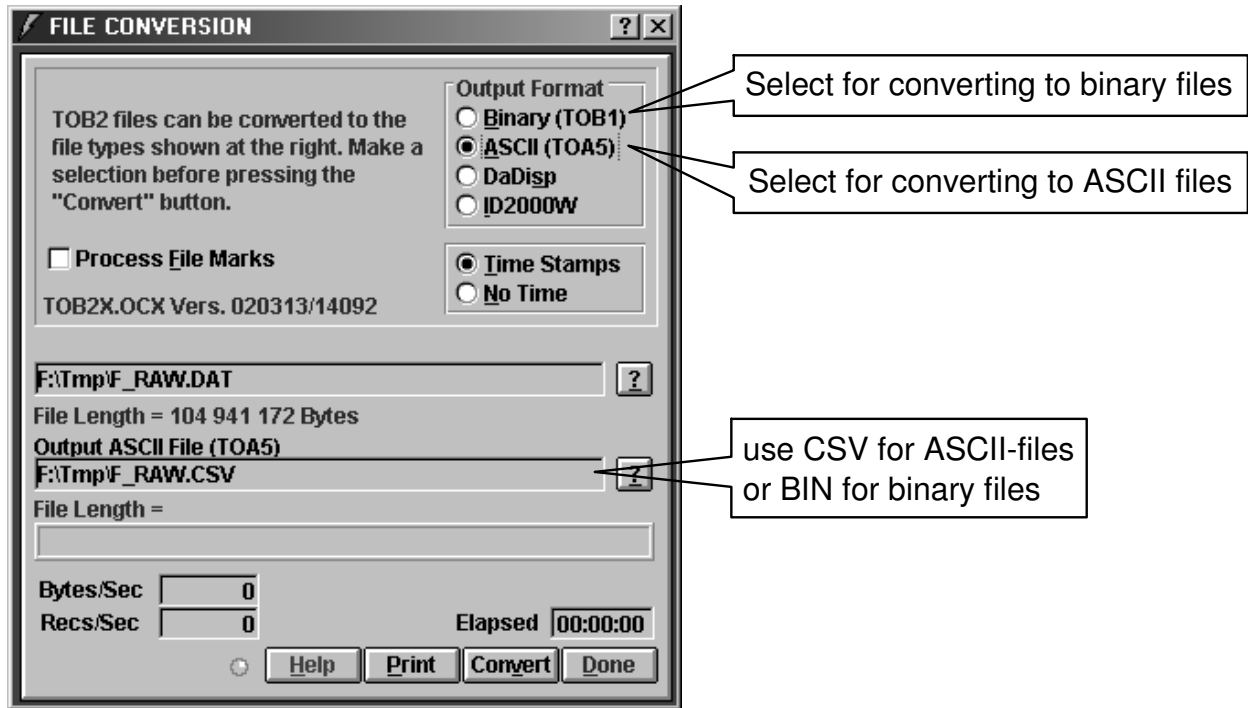 FILE CONVERSION
? ×
TOB2 files can be converted to the
file types shown at the right. Make a
selection before pressing the
"Convert" button.
Process File Marks
TOB2X.OCX Vers. 020313/14092
Output Format
Binary (TOB1)
ASCII (TOA5)
DaDisp
ID2000W
Time Stamps
No Time
Select for converting to binary files
Select for converting to ASCII files
F:\Tmp\F_RAW.DAT
?
File Length = 104 941 172 Bytes
Output ASCII File (TOA5)
F:\Tmp\F_RAW.CSV
?
use CSV for ASCII-files
or BIN for binary files
File Length =
Bytes/Sec 0
Recs/Sec 0
Elapsed 00:00:00
Help Print Convert Done